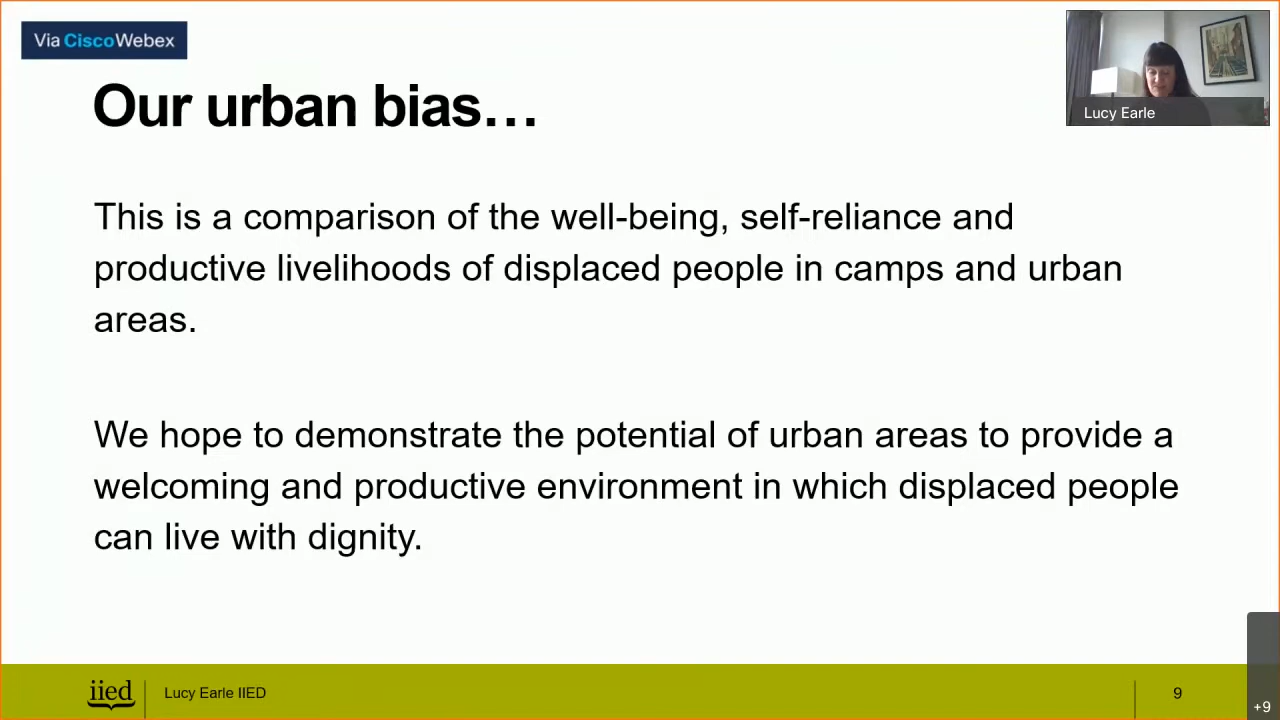 Via CiscoWebex
Our urban bias…
Lucy Earle
This is a comparison of the well-being, self-reliance and
productive livelihoods of displaced people in camps and urban
areas.
We hope to demonstrate the potential of urban areas to provide a
welcoming and productive environment in which displaced people
can live with dignity.
iied
Lucy Earle IIED
9
+9